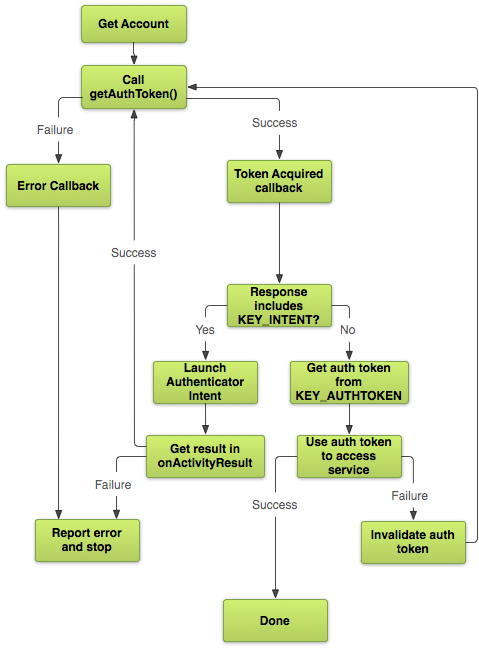 Get Account
Call
getAuthToken()
Failure
Success
Error Callback
Token Acquired
callback
Success
Response
includes
KEY_INTENT?
Yes
No
Launch
Authenticator
Intent
Get auth token
from
KEY_AUTHTOKEN
Get result in
onActivityResult
Use auth token
to access
service
Failure
Success
Failure
Report error
and stop
Invalidate auth
token
Done